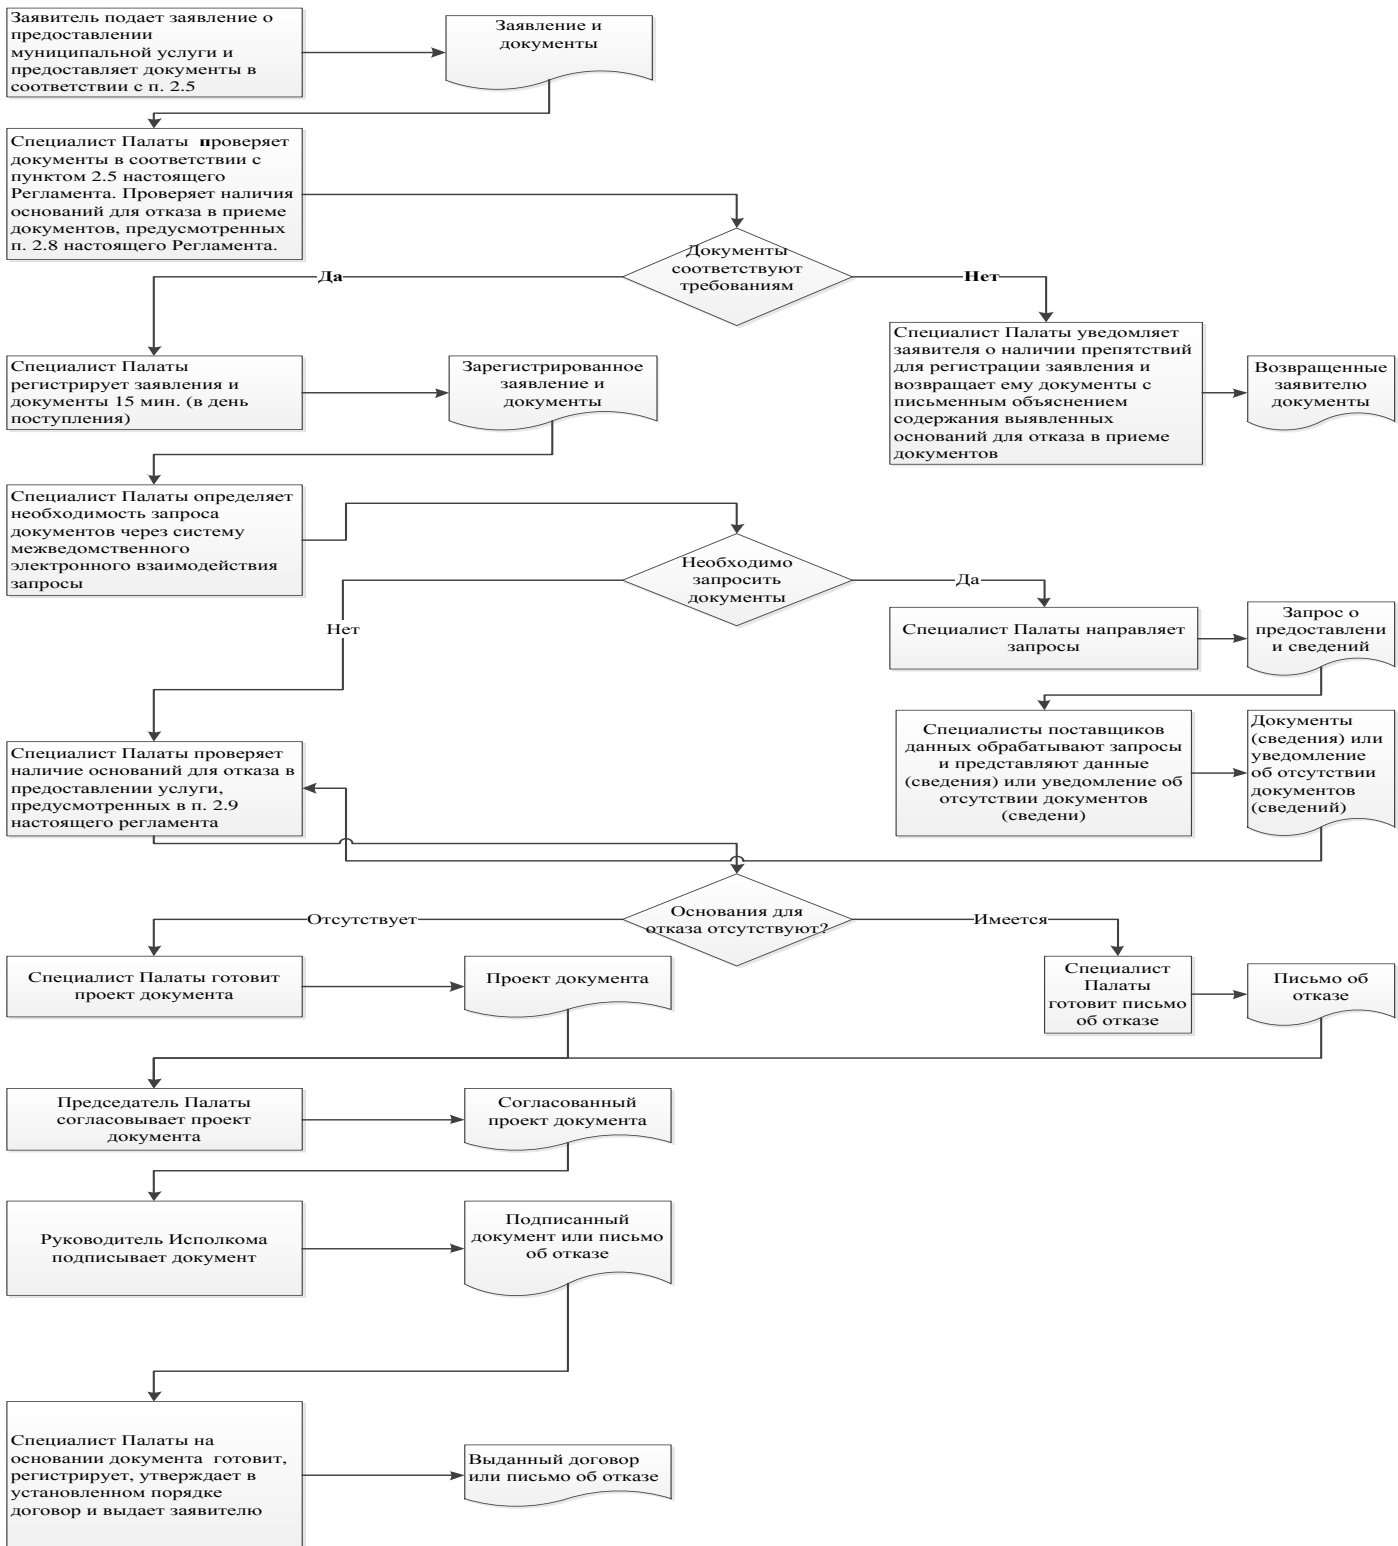 Заявитель подает заявление о
предоставлении
муниципальной услуги и
предоставляет документы в
соответствии с п. 2.5
Заявление и
документы
Специалист Палаты  проверяет
документы в соответствии с
пунктом 2.5 настоящего
Регламента. Проверяет наличия
оснований для отказа в приеме
документов, предусмотренных
п. 2.8 настоящего Регламента.
Документы
соответствуют
требованиям
Да
Нет
Специалист Палаты
регистрирует заявления и
документы 15 мин. (в день
поступления)
Зарегистрированное
заявление и
документы
Специалист Палаты уведомляет
заявителя о наличии препятствий
для регистрации заявления и
возвращает ему документы с
письменным объяснением
содержания выявленных
оснований для отказа в приеме
документов
Возвращенные
заявителю
документы
Специалист Палаты определяет
необходимость запроса
документов через систему
межведомственного
электронного взаимодействия
запросы
Необходимо
запросить
документы
Да
Нет
Специалист Палаты направляет
запросы
Запрос о
предоставлени
и сведений
Специалист Палаты проверяет
наличие оснований для отказа в
предоставлении услуги,
предусмотренных в п. 2.9
настоящего регламента
Специалисты поставщиков
данных обрабатывают запросы
и представляют данные
(сведения) или уведомление об
отсутствии документов
(сведени)
Документы
(сведения) или
уведомление
об отсутствии
документов
(сведений)
Основания для
отказа отсутствуют?
Отсутствует
Имеется
Специалист Палаты готовит
проект документа
Проект документа
Специалист
Палаты
готовит письмо
об отказе
Письмо об
отказе
Председатель Палаты
согласовывает проект
документа
Согласованный
проект документа
Руководитель Исполкома
подписывает документ
Подписанный
документ или письмо
об отказе
Специалист Палаты на
основании документа  готовит,
регистрирует, утверждает в
установленном порядке
договор и выдает заявителю
Выданный договор
или письмо об отказе